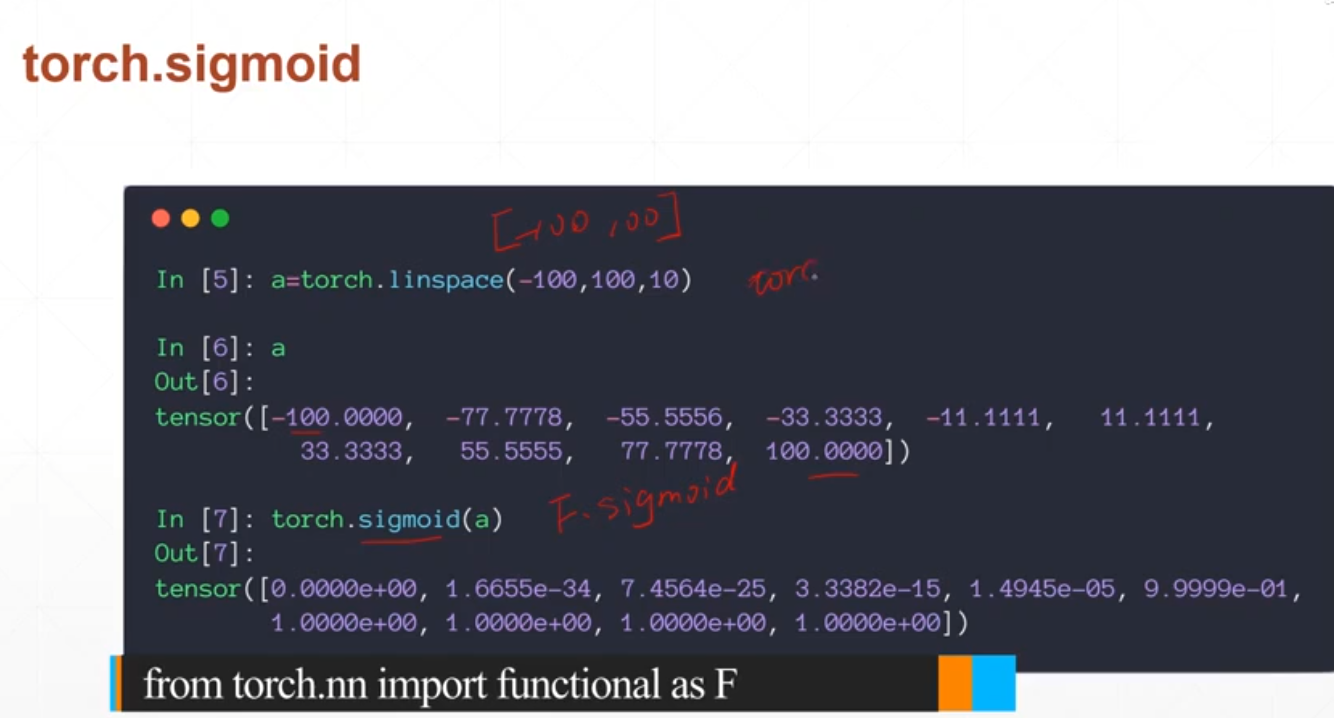 torch.sigmoid
[-100, 100]
In [5]: a=torch.linspace(-100,100,10)
torc
In [6]: a
Out[6]:
tensor([-100.0000, -77.7778, -55.5556, -33.3333, -11.1111, 11.1111,
33.3333, 55.5555, 77.7778, 100.0000])
In [7]: torch.sigmoid(a)
F.sigmoid
Out[7]:
tensor([0.0000e+00, 1.6655e-34, 7.4564e-25, 3.3382e-15, 1.4945e-05, 9.9999e-01,
1.0000e+00, 1.0000e+00, 1.0000e+00, 1.0000e+00])
from torch.nn import functional as F